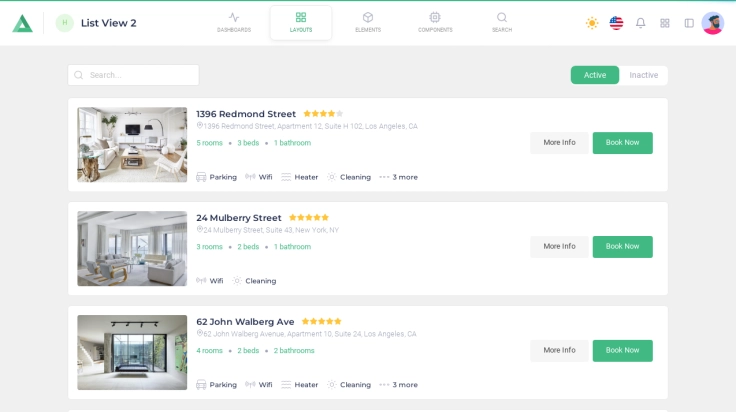 H List View 2
DASHBOARDS
LAYOUTS
ELEMENTS
COMPONENTS
SEARCH
Search...
Active Inactive
1396 Redmond Street
1396 Redmond Street, Apartment 12, Suite H 102, Los Angeles, CA
5 rooms • 3 beds • 1 bathroom
More Info Book Now
Parking Wifi Heater Cleaning ••• 3 more
24 Mulberry Street
24 Mulberry Street, Suite 43, New York, NY
3 rooms • 2 beds • 1 bathroom
More Info Book Now
Wifi Cleaning
62 John Walberg Ave
62 John Walberg Avenue, Apartment 10, Suite 24, Los Angeles, CA
4 rooms • 2 beds • 2 bathrooms
More Info Book Now
Parking Wifi Heater Cleaning ••• 3 more